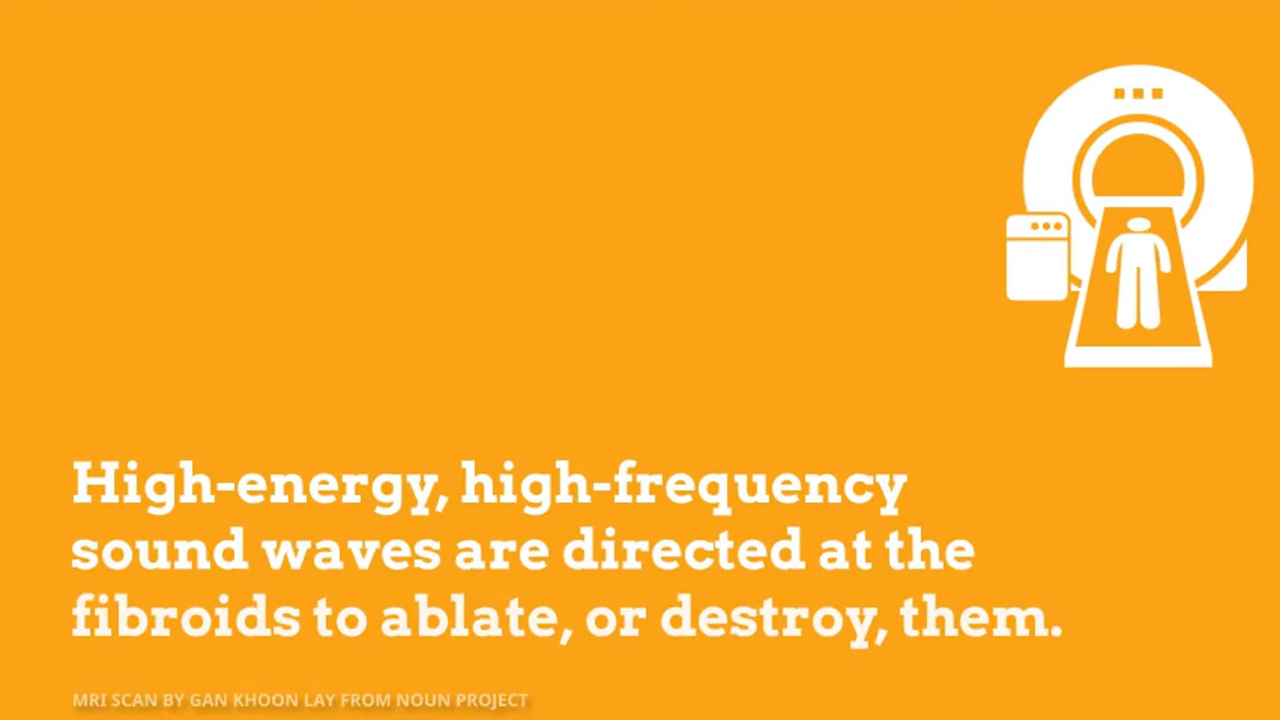 High-energy, high-frequency
sound waves are directed at the
fibroids to ablate, or destroy, them.
MRI SCAN BY GAN KHOON LAY FROM NOUN PROJECT